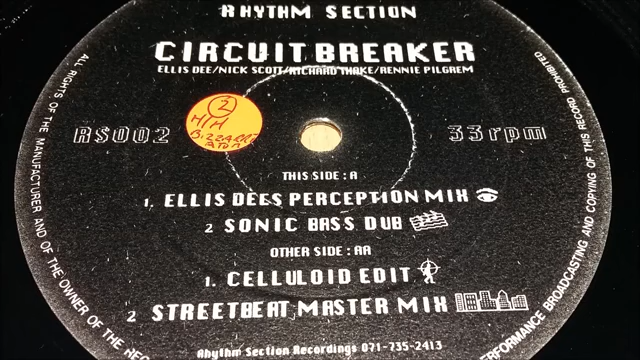 RHYTHM SECTION
CIRCUIT BREAKER
ELLIS DEE/NICK SCOTT/RICHARD THAKE/RENNIE PILGREM
RS002
2
H/H
33rpm
THIS SIDE : A
1. ELLIS DEES PERCEPTION MIX
2 SONIC BASS DUB
OTHER SIDE : AA
1. CELLULOID EDIT
2 STREETBEAT MASTER MIX
Rhythm Section Recordings 071-735-2413
ALL RIGHTS OF THE MANUFACTURER AND OF THE OWNER OF THE
PERFORMANCE BROADCASTING AND COPYING OF THIS RECORD PROHIBITED